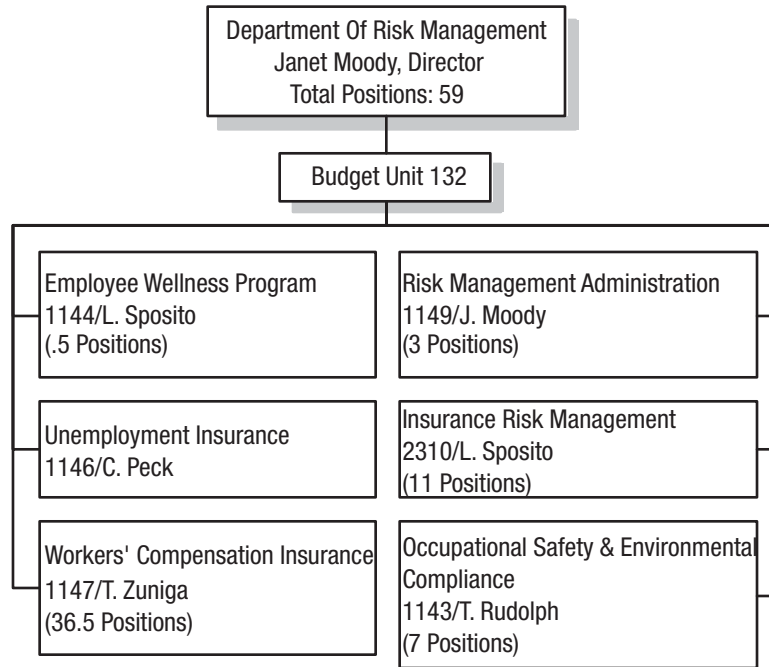 Department Of Risk Management
Janet Moody, Director
Total Positions: 59
Budget Unit 132
Employee Wellness Program
1144/L. Sposito
(.5 Positions)
Risk Management Administration
1149/J. Moody
(3 Positions)
Unemployment Insurance
1146/C. Peck
Insurance Risk Management
2310/L. Sposito
(11 Positions)
Workers' Compensation Insurance
1147/T. Zuniga
(36.5 Positions)
Occupational Safety & Environmental
Compliance
1143/T. Rudolph
(7 Positions)